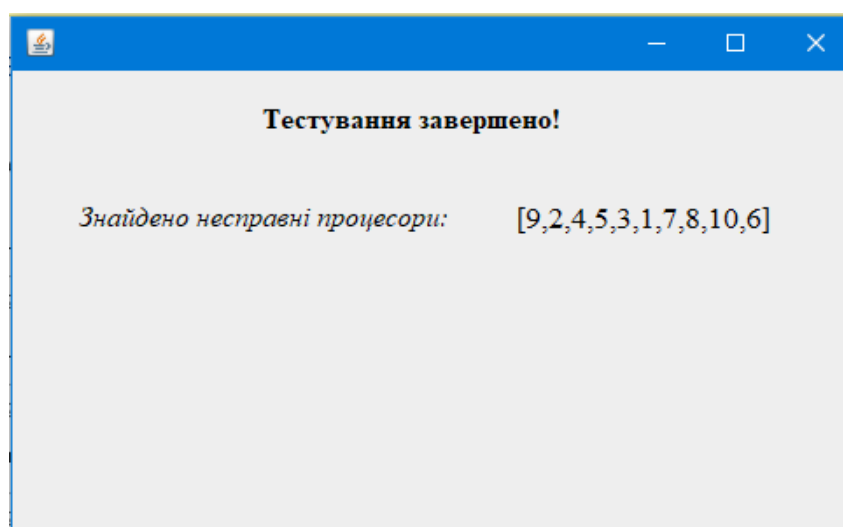 Тестування завершено!
Знайдено несправні процесори: [9,2,4,5,3,1,7,8,10,6]